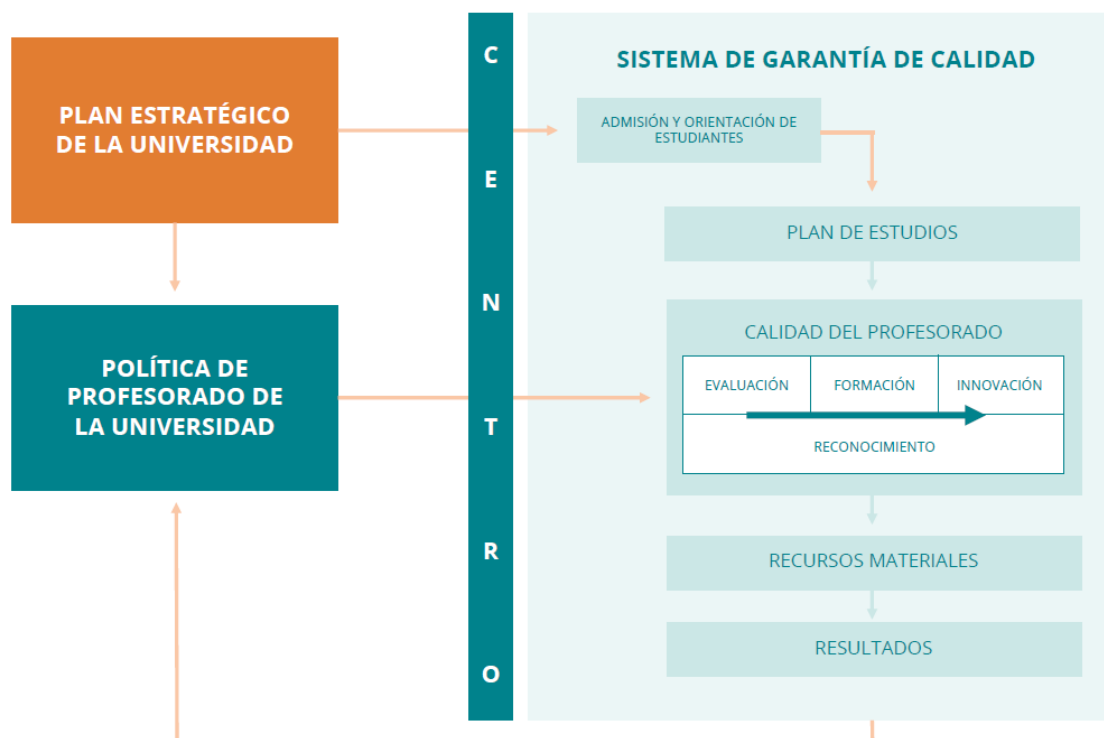 PLAN ESTRATÉGICO
DE LA UNIVERSIDAD
POLÍTICA DE
PROFESORADO DE
LA UNIVERSIDAD
C
E
N
T
R
O
SISTEMA DE GARANTÍA DE CALIDAD
ADMISIÓN Y ORIENTACIÓN DE
ESTUDIANTES
PLAN DE ESTUDIOS
CALIDAD DEL PROFESORADO
EVALUACIÓN
FORMACIÓN
INNOVACIÓN
RECONOCIMIENTO
RECURSOS MATERIALES
RESULTADOS